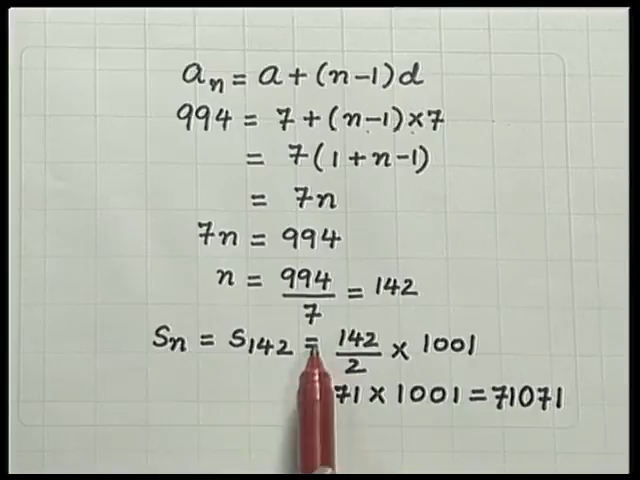 aₙ = a + (n-1)d
994 = 7 + (n-1)×7
= 7(1+n-1)
= 7n
7n = 994
n = 994/7 = 142
Sₙ = S₁₄₂ = 142/2 × 1001
71 × 1001 = 71071